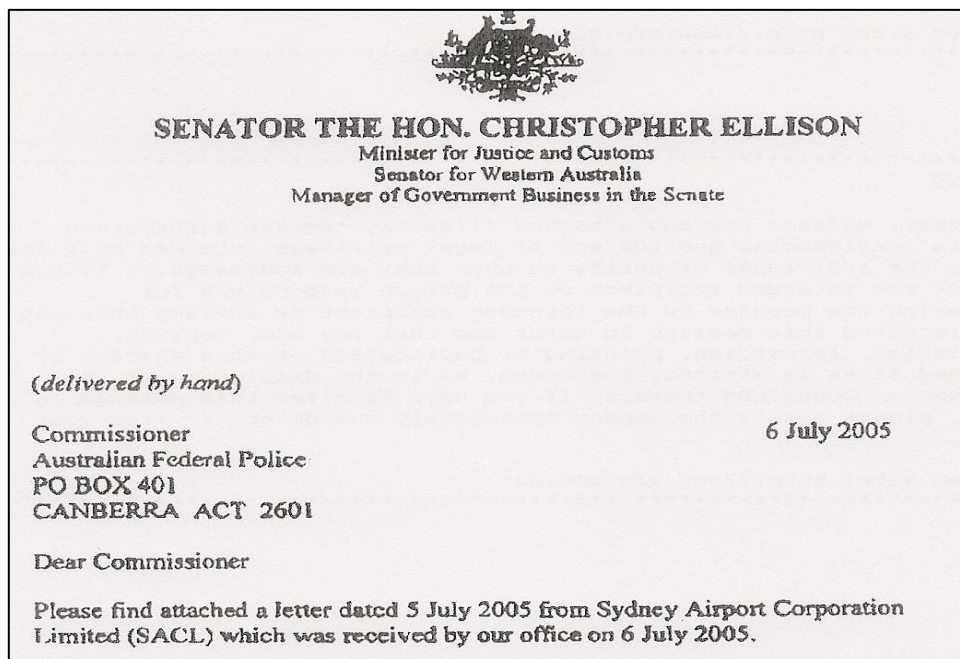 SENATOR THE HON. CHRISTOPHER ELLISON
Minister for Justice and Customs
Senator for Western Australia
Manager of Government Business in the Senate
(delivered by hand)
Commissioner
6 July 2005
Australian Federal Police
PO BOX 401
CANBERRA ACT 2601
Dear Commissioner
Please find attached a letter dated 5 July 2005 from Sydney Airport Corporation
Limited (SACL) which was received by our office on 6 July 2005.